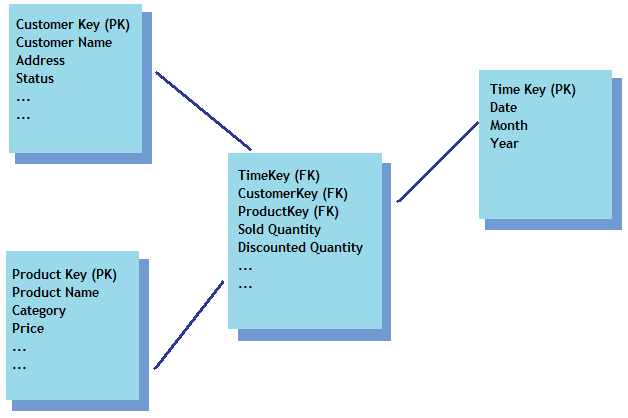 Customer Key (PK)
Customer Name
Address
Status
...
...
Time Key (PK)
Date
Month
Year
TimeKey (FK)
CustomerKey (FK)
ProductKey (FK)
Sold Quantity
Discounted Quantity
...
...
Product Key (PK)
Product Name
Category
Price
...
...